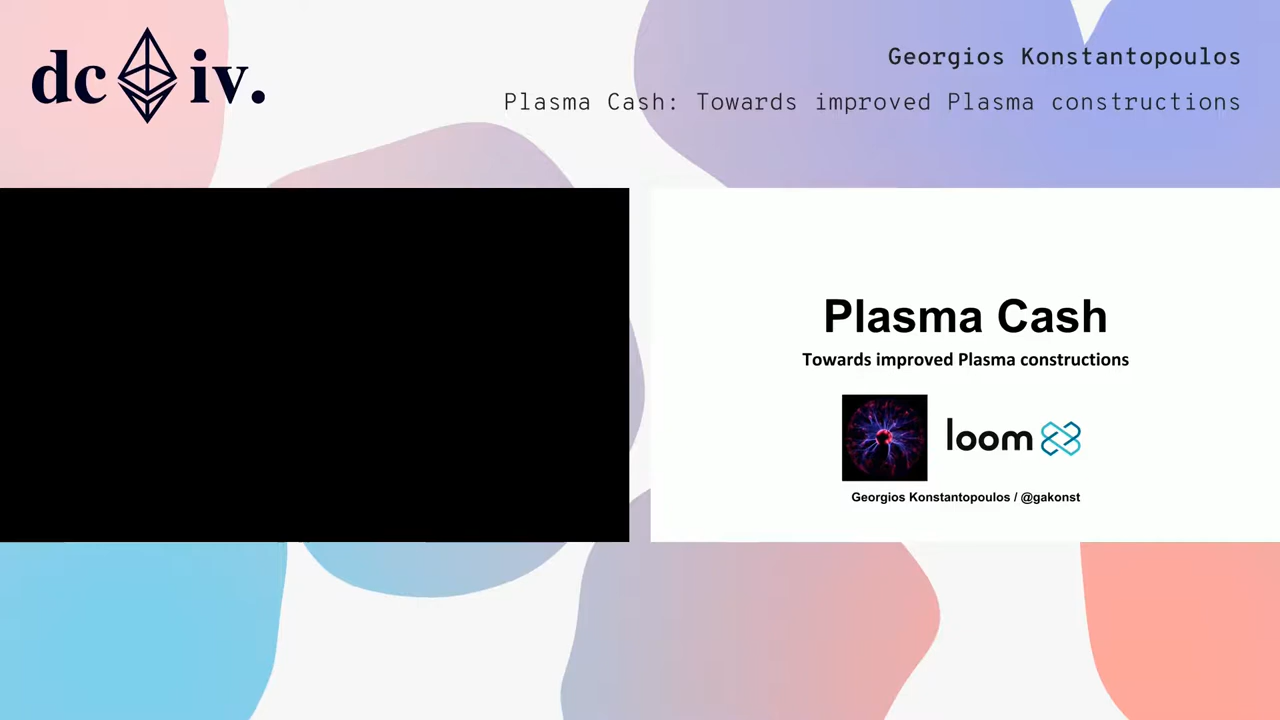 dc iv.
Georgios Konstantopoulos
Plasma Cash: Towards improved Plasma constructions
Plasma Cash
Towards improved Plasma constructions
loom
Georgios Konstantopoulos / @gakonst